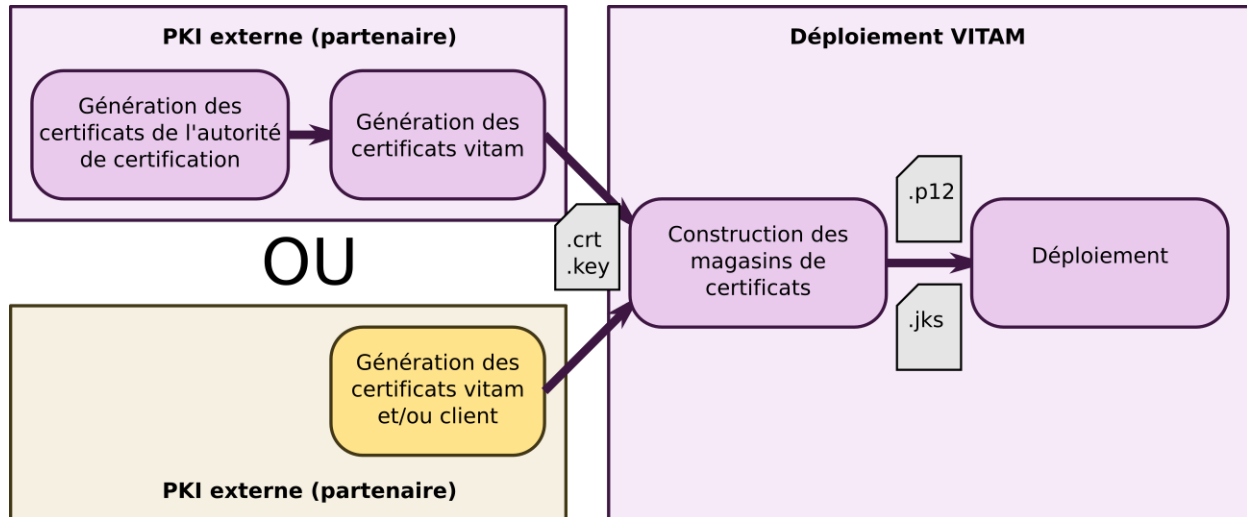 PKI externe (partenaire)
Génération des
certificats de l'autorité
de certification
Génération des
certificats vitam
OU
Génération des
certificats vitam
et/ou client
PKI externe (partenaire)
.crt
.key
Déploiement VITAM
Construction des
magasins de
certificats
.p12
.jks
Déploiement